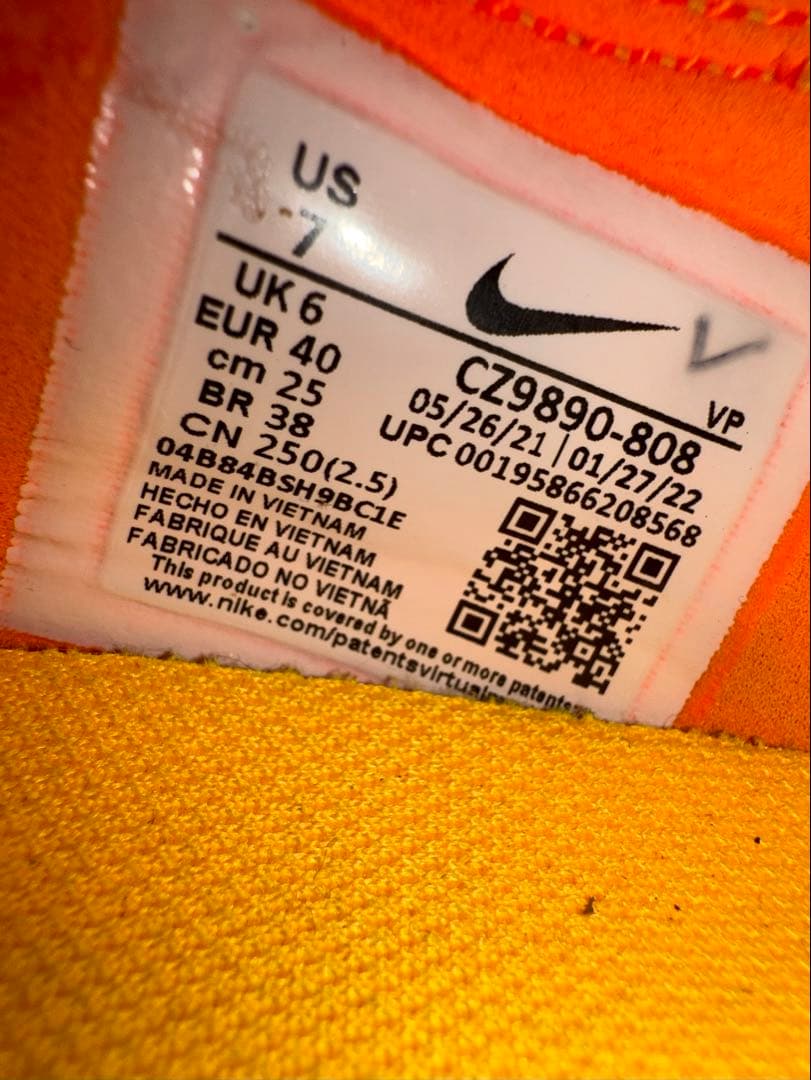 US
7
UK 6
EUR 40
cm 25
BR 38
CN 250(2.5)
04B84BSH9BC1E
MADE IN VIETNAM
HECHO EN VIETNAM
FABRIQUE AU VIETNAM
FABRICADO NO VIETNÃ
This product is covered by one or more patents
www.nike.com/patentsvirtual
VP
CZ9890-808
05/26/21 | 01/27/22
UPC 00195866208568